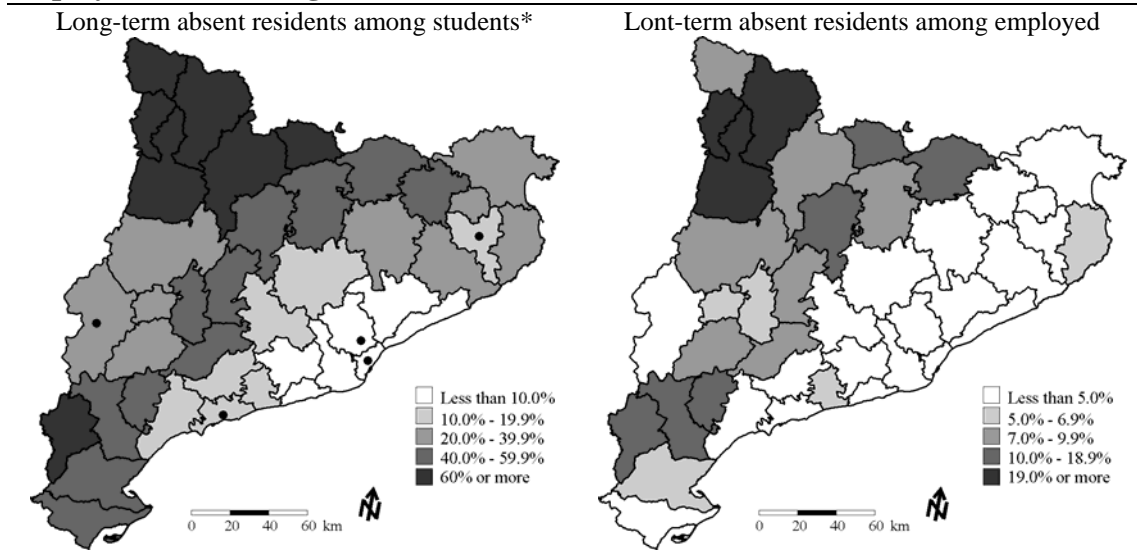 Long-term absent residents among students*
Lont-term absent residents among employed
Less than 10.0%
10.0% - 19.9%
20.0% - 39.9%
40.0% - 59.9%
60% or more
0 20 40 60 km
N
Less than 5.0%
5.0% - 6.9%
7.0% - 9.9%
10.0% - 18.9%
19.0% or more
0 20 40 60 km
N